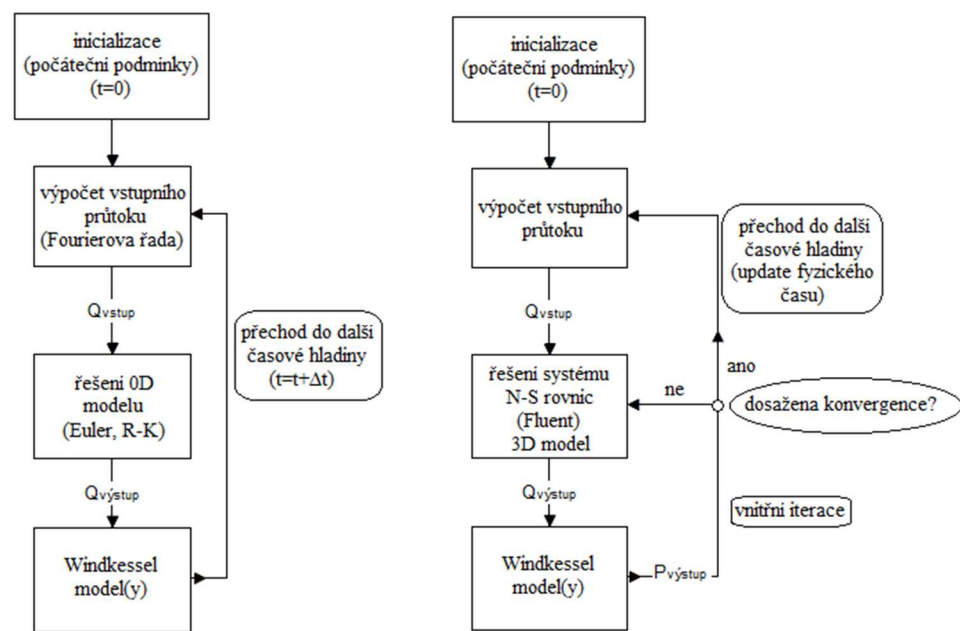 inicializace
(počáteční podmínky)
(t=0)
výpočet vstupního
průtoku
(Fourierova řada)
Qvstup
řešení 0D
modelu
(Euler, R-K)
Qvýstup
Windkessel
model(y)
přechod do další
časové hladiny
(t=t+Δt)
inicializace
(počáteční podmínky)
(t=0)
výpočet vstupního
průtoku
Qvstup
řešení systému
N-S rovnic
(Fluent)
3D model
Qvýstup
Windkessel
model(y)
Pvýstup
přechod do další
časové hladiny
(update fyzického
času)
ano
ne
dosažena konvergence?
vnitřní iterace